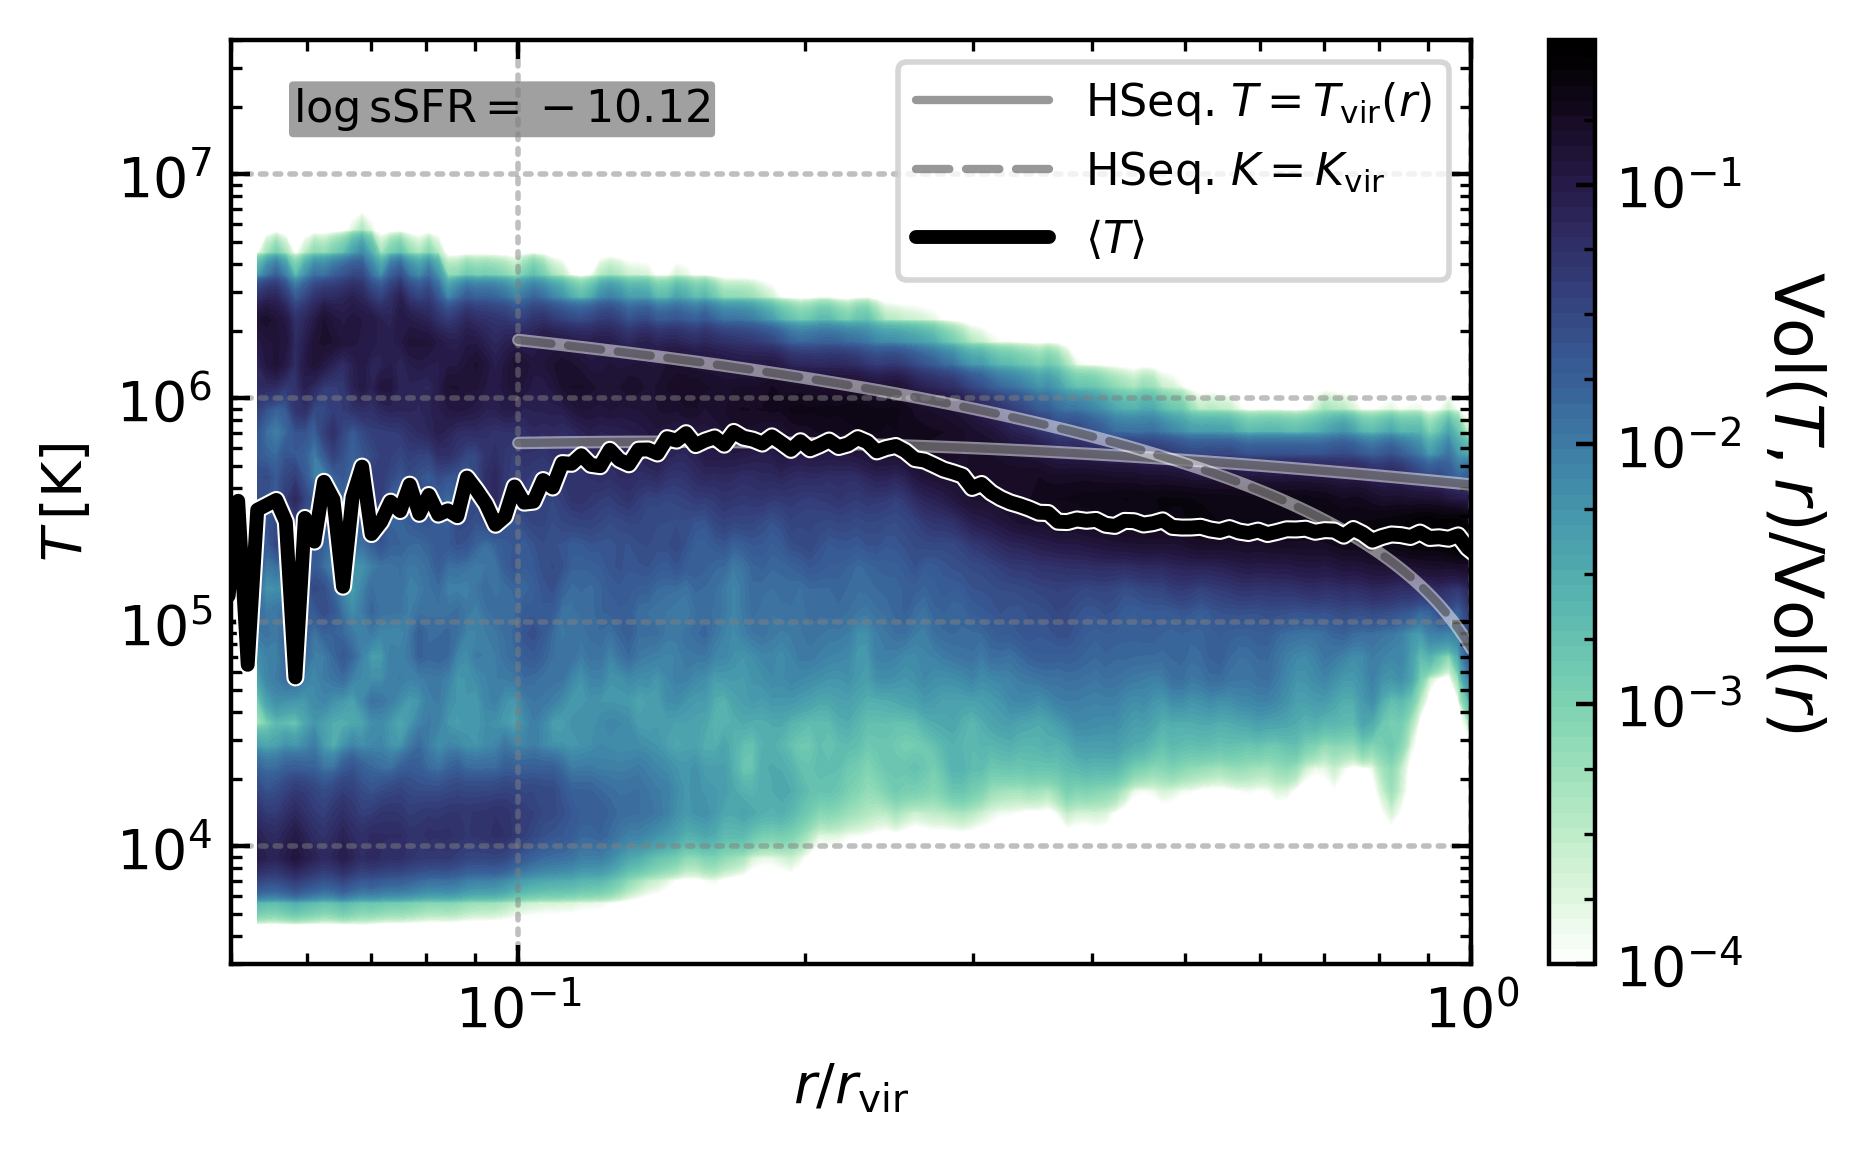 log sSFR = −10.12
HSeq. T = T_vir(r)
HSeq. K = K_vir
⟨T⟩
T [K]
10^7
10^6
10^5
10^4
10^−1
10^0
r/r_vir
10^−1
10^−2
10^−3
10^−4
Vol(T, r)/Vol(r)